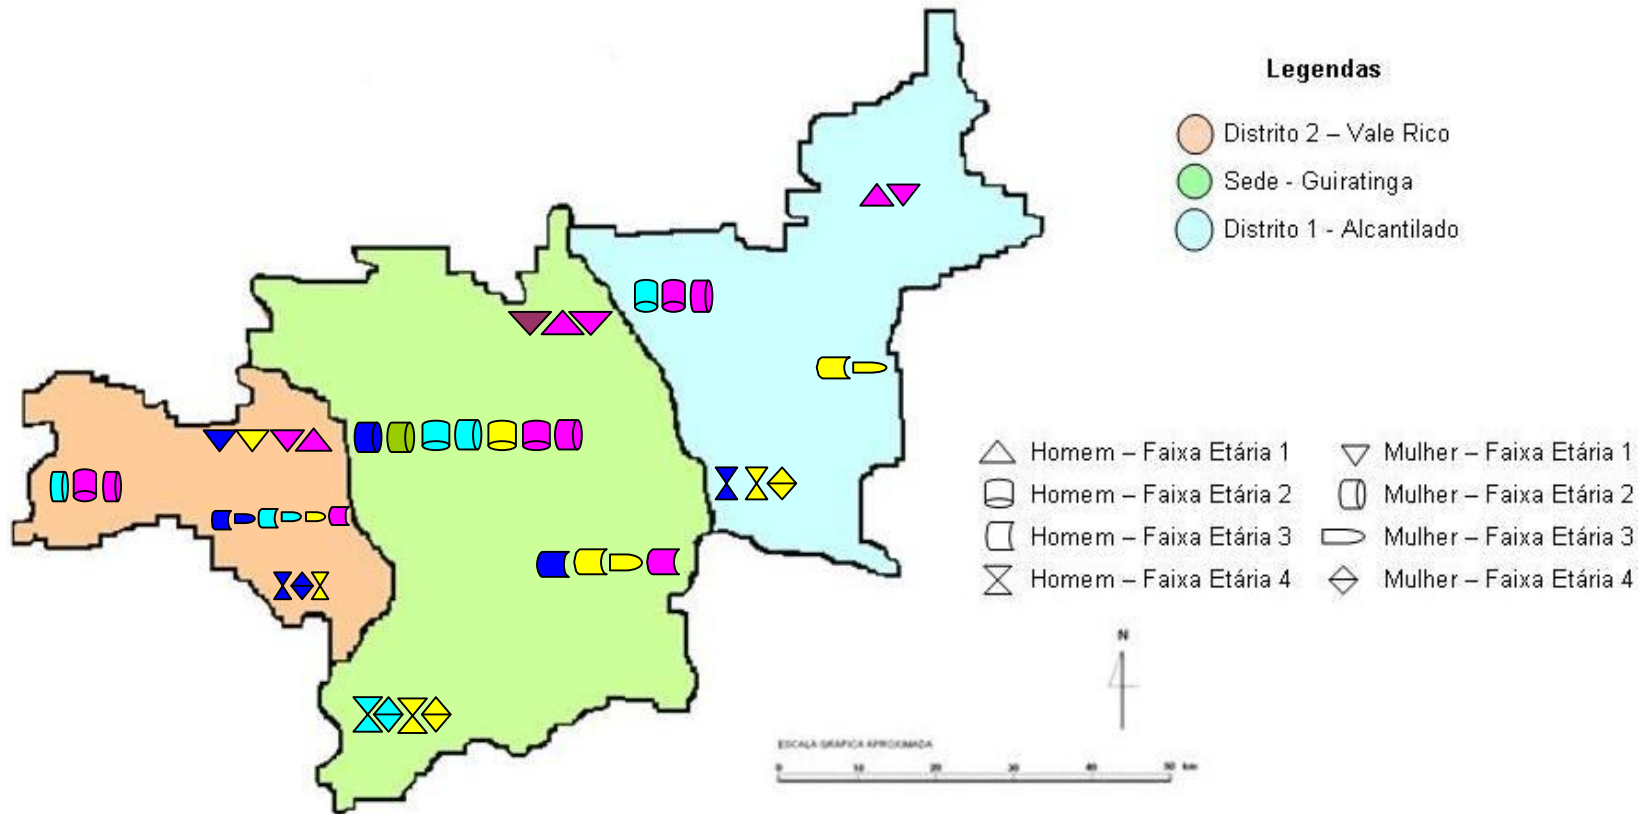 Legendas
Distrito 2 – Vale Rico
Sede - Guiratinga
Distrito 1 - Alcantilado
Homem – Faixa Etária 1
Mulher – Faixa Etária 1
Homem – Faixa Etária 2
Mulher – Faixa Etária 2
Homem – Faixa Etária 3
Mulher – Faixa Etária 3
Homem – Faixa Etária 4
Mulher – Faixa Etária 4
N
ESCALA GRÁFICA APROXIMADA
0 10 20 30 40 50 km